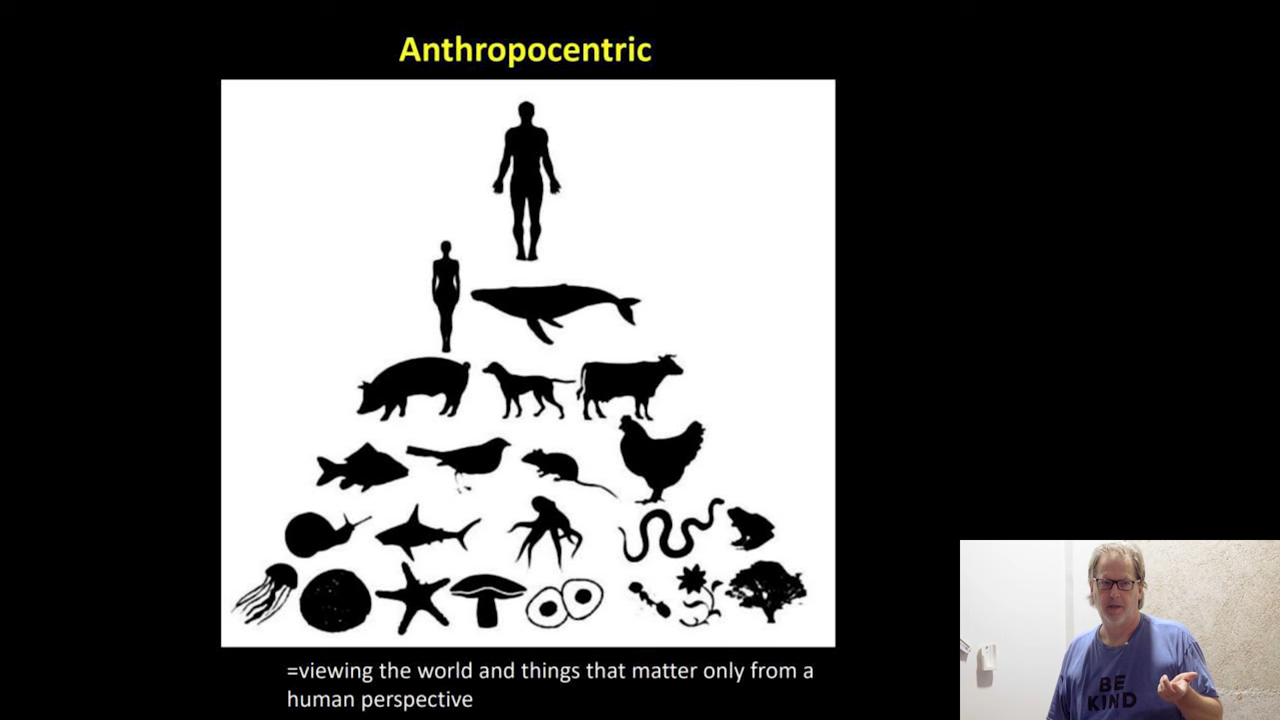 Anthropocentric
=viewing the world and things that matter only from a
human perspective
BE
KIND